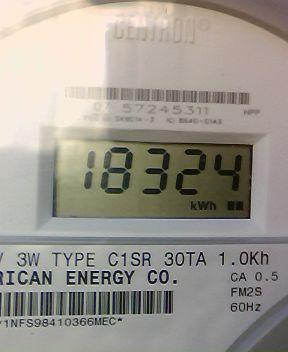 CENTRON®
57245311
18324
kWh
V 3W TYPE C1SR 30TA 1.0Kh
RICAN ENERGY CO.
CA 0.5
FM2S
60Hz
*1NFS98410366MEC*